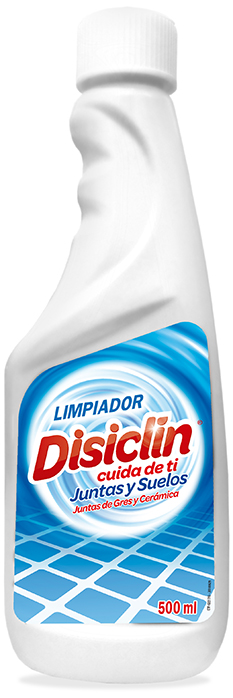 LIMPIADOR
Disiclin®
cuida de ti
Juntas y Suelos
Juntas de Gres y Cerámica
500 ml